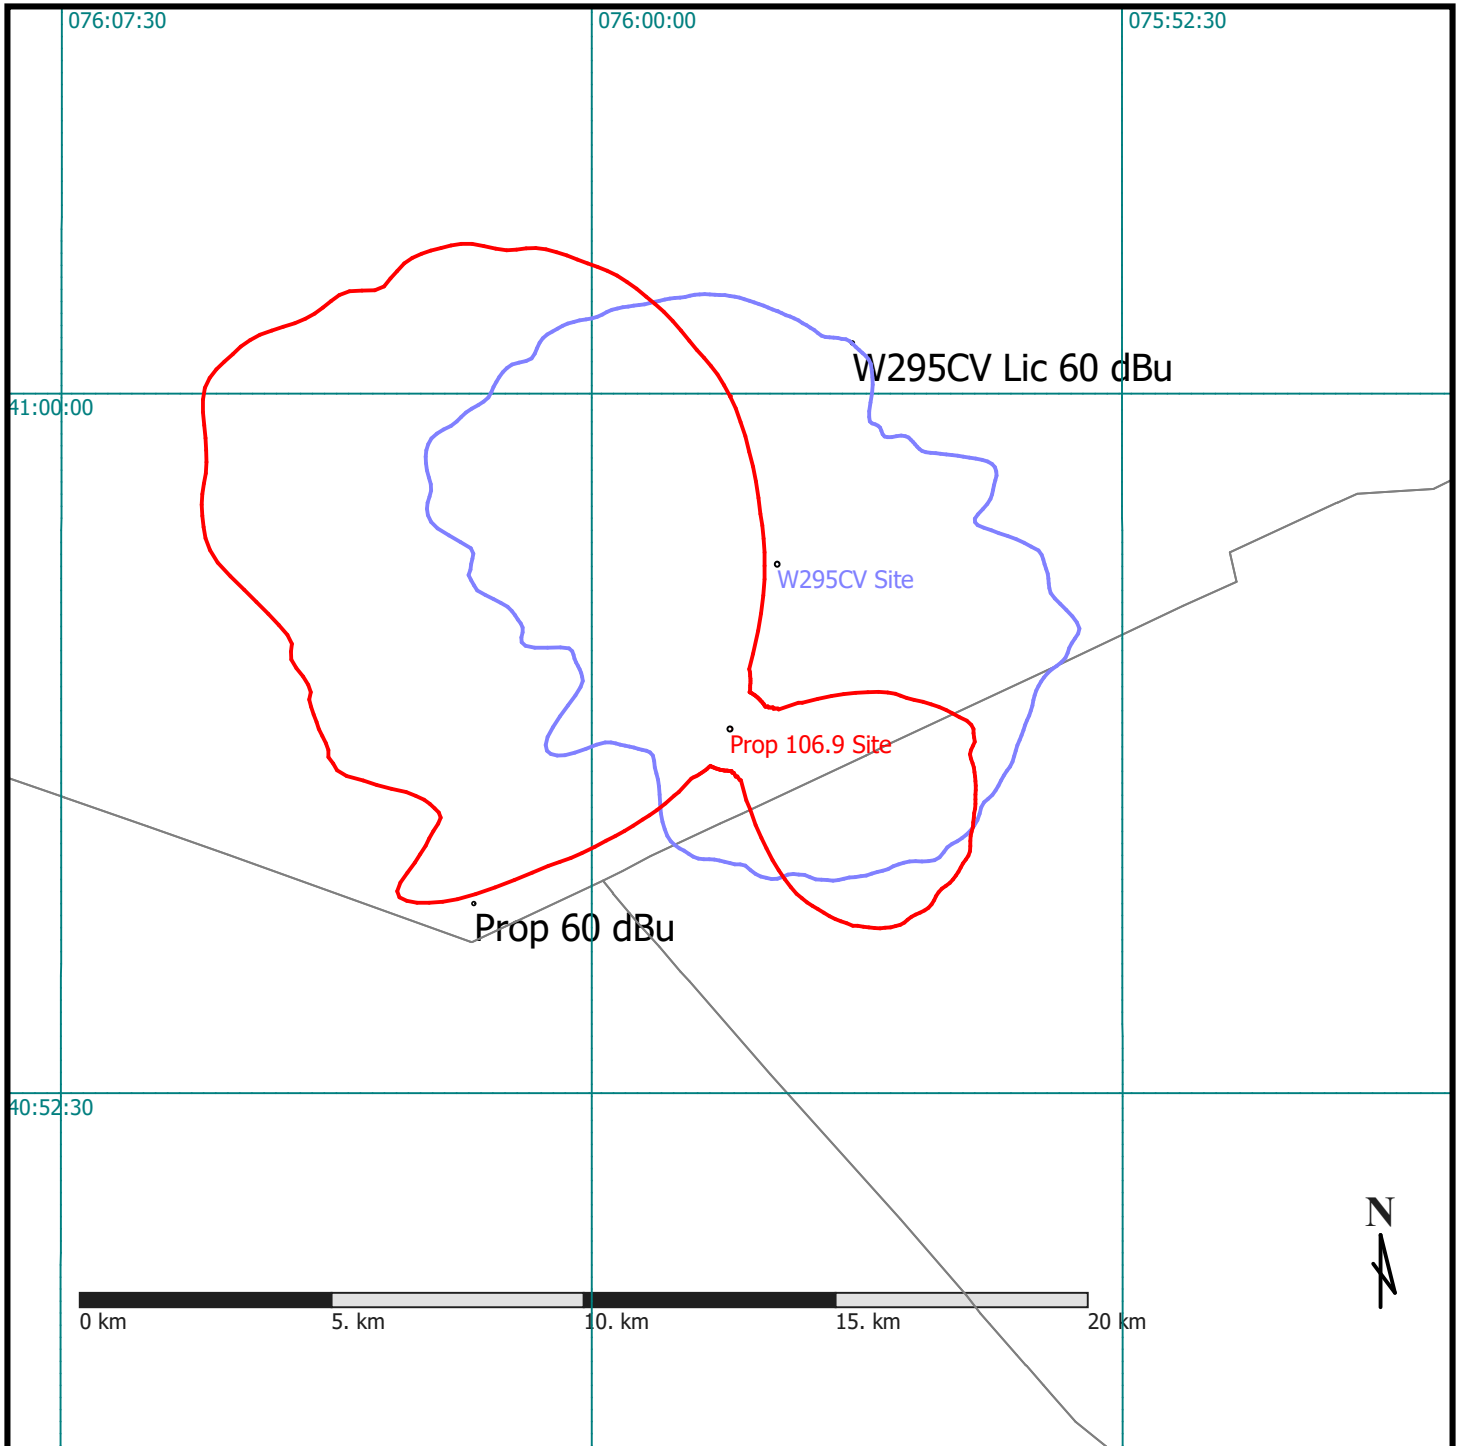 076:07:30
076:00:00
075:52:30
W295CV Lic 60 dBu
41:00:00
W295CV Site
Prop 106.9 Site
Prop 60 dBu
40:52:30
N
0 km
5. km
10. km
15. km
20 km